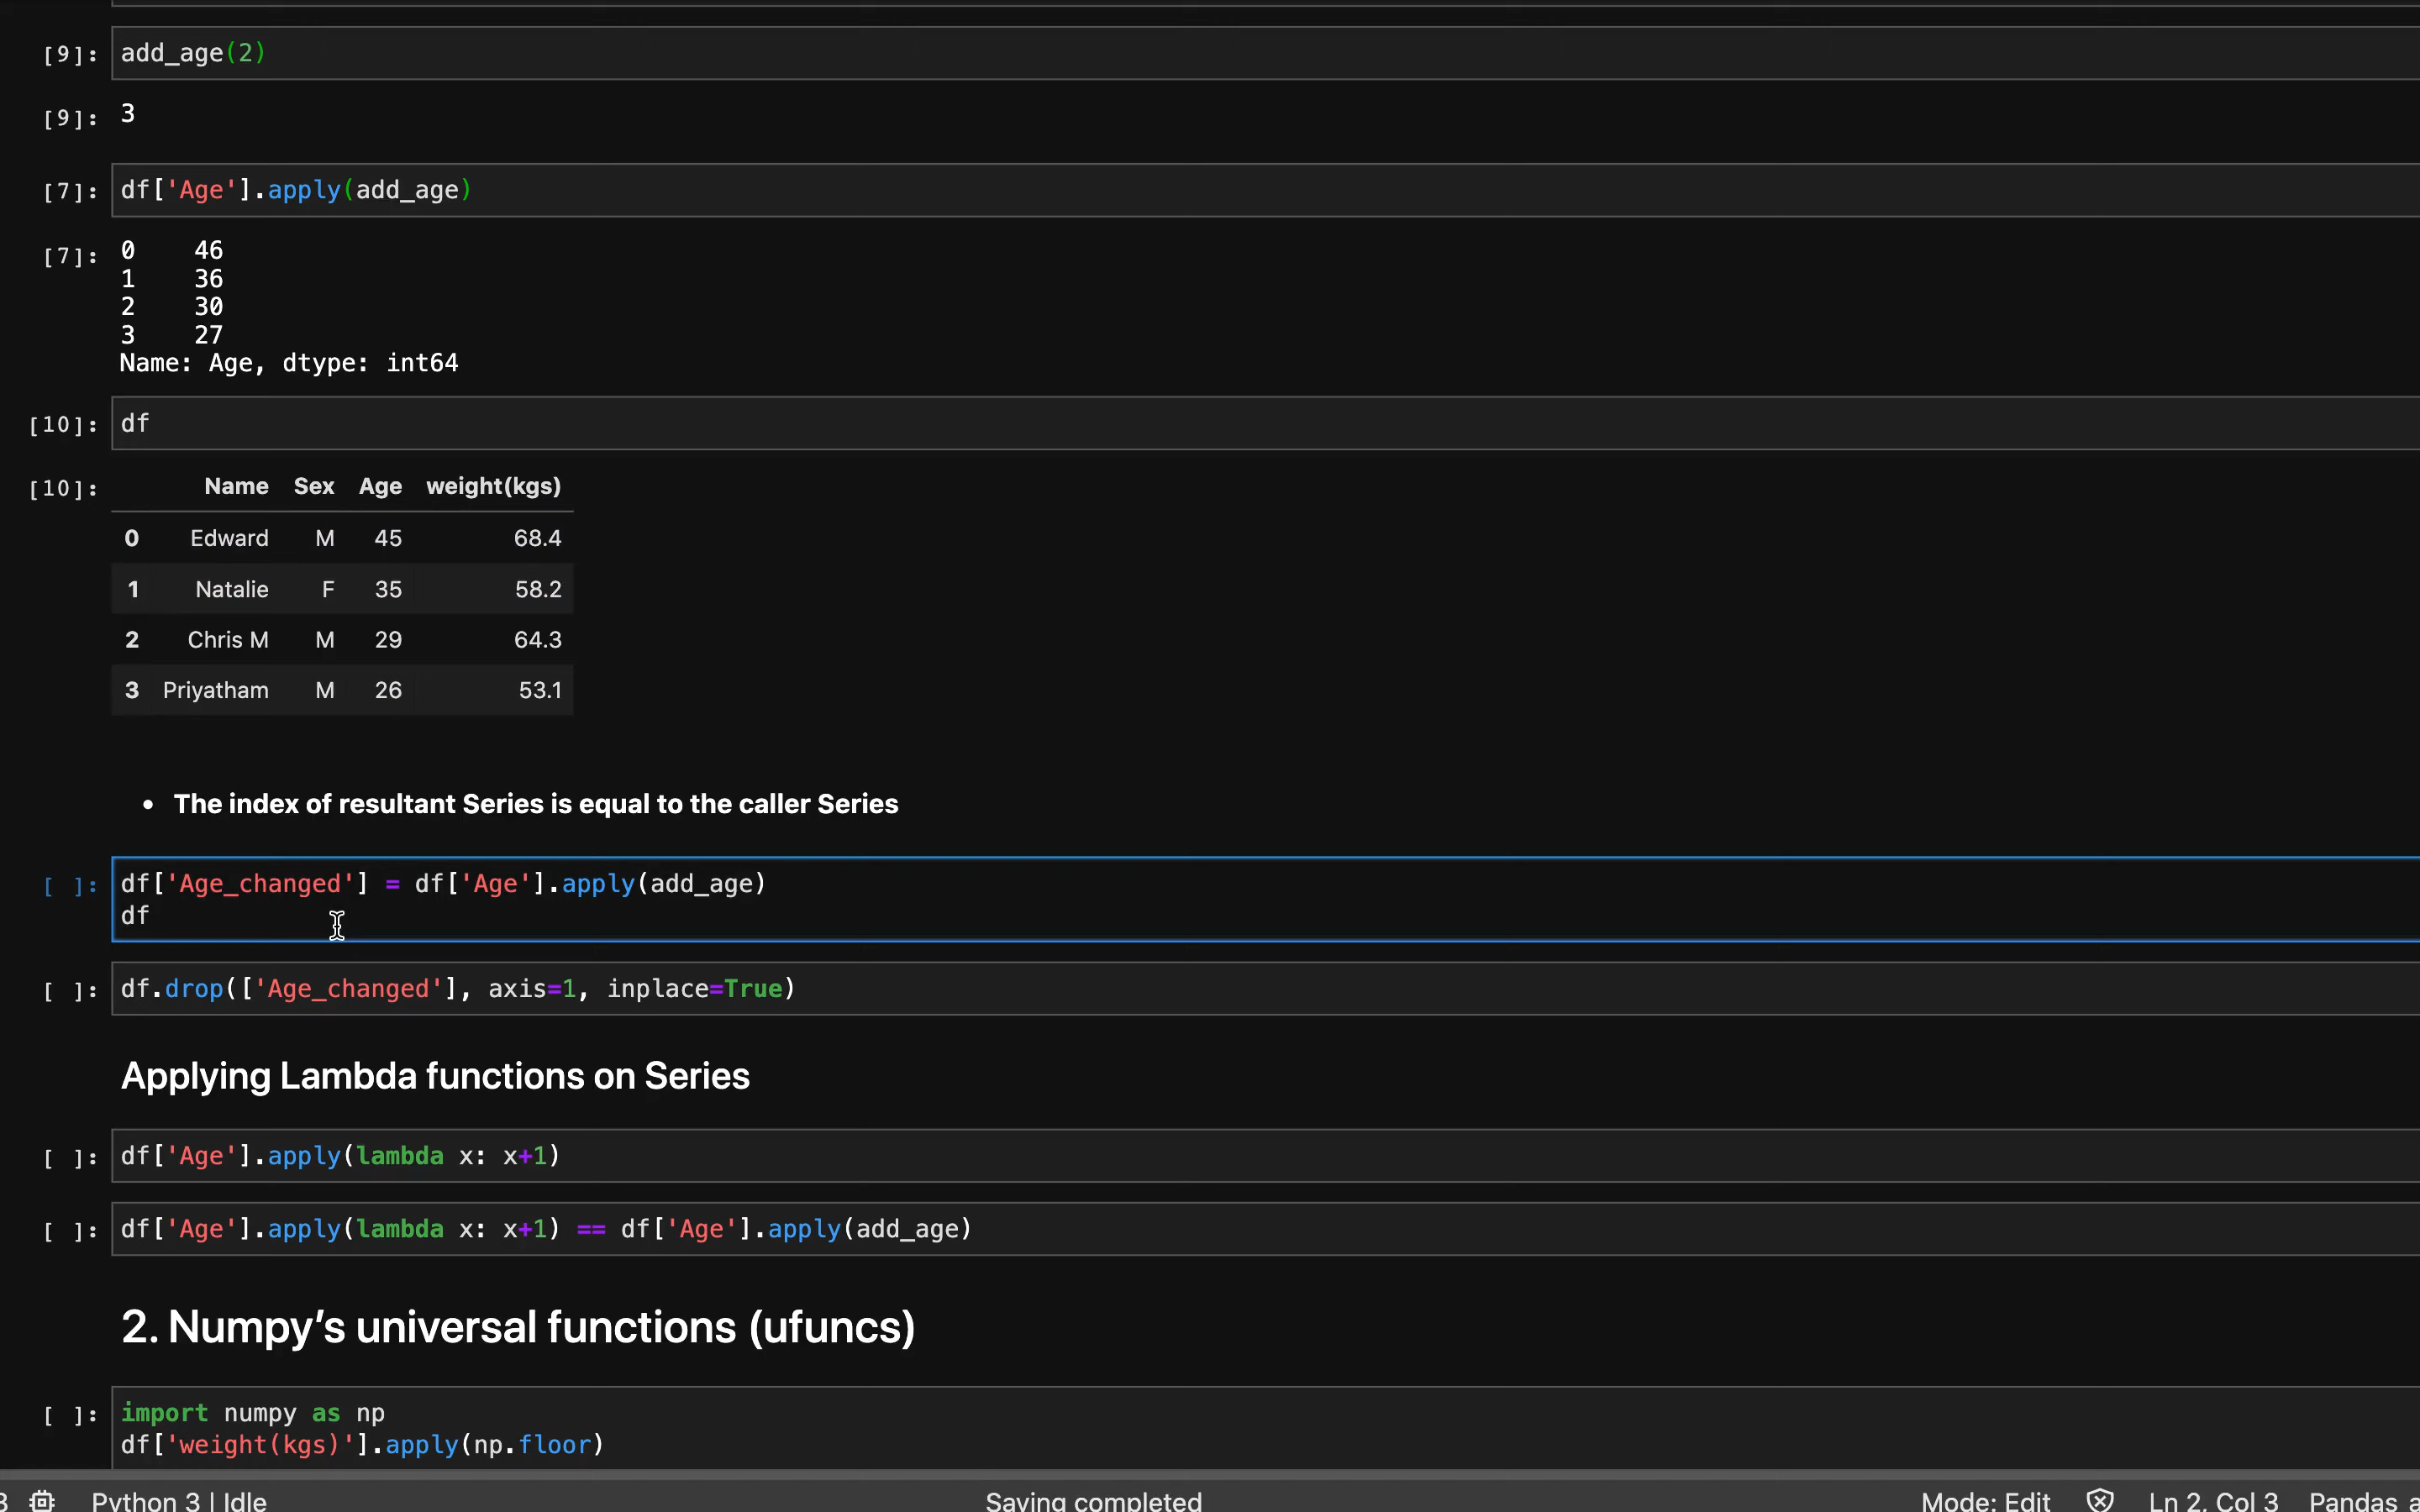 [9]: add_age(2)
[9]: 3
[7]: df['Age'].apply(add_age)
[7]: 0 46
1 36
2 30
3 27
Name: Age, dtype: int64
[10]: df
[10]: Name Sex Age weight(kgs)
0 Edward M 45 68.4
1 Natalie F 35 58.2
2 Chris M M 29 64.3
3 Priyatham M 26 53.1
• The index of resultant Series is equal to the caller Series
[ ]: df['Age_changed'] = df['Age'].apply(add_age)
df
[ ]: df.drop(['Age_changed'], axis=1, inplace=True)
Applying Lambda functions on Series
[ ]: df['Age'].apply(lambda x: x+1)
[ ]: df['Age'].apply(lambda x: x+1) == df['Age'].apply(add_age)
2. Numpy’s universal functions (ufuncs)
[ ]: import numpy as np
df['weight(kgs)'].apply(np.floor)
Python 3 | Idle Saving completed Mode: Edit Ln 2, Col 3 Pandas